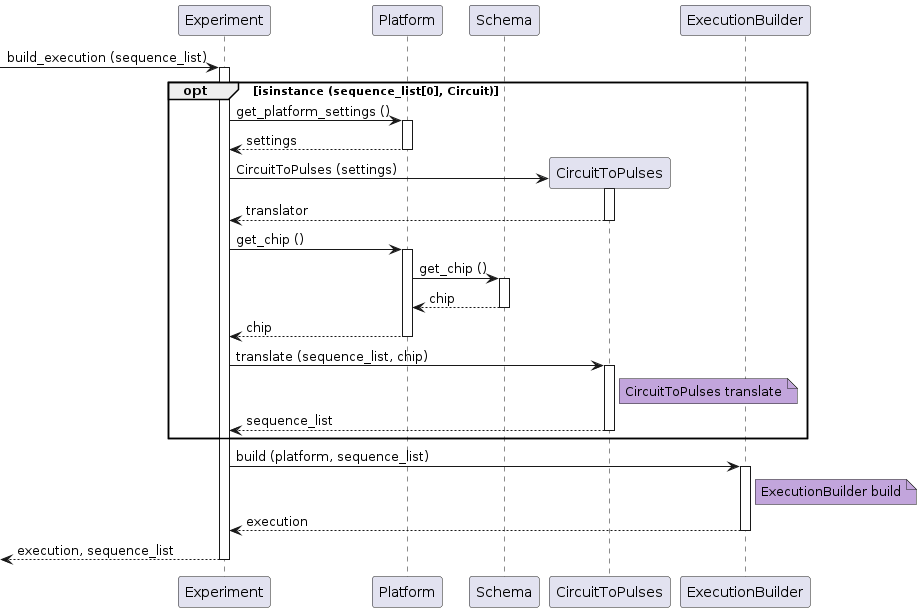 Experiment
Platform
Schema
ExecutionBuilder
build_execution (sequence_list)
opt
[isinstance (sequence_list[0], Circuit)]
get_platform_settings ()
settings
CircuitToPulses (settings)
CircuitToPulses
translator
get_chip ()
get_chip ()
chip
chip
translate (sequence_list, chip)
CircuitToPulses translate
sequence_list
build (platform, sequence_list)
ExecutionBuilder build
execution
execution, sequence_list
Experiment
Platform
Schema
CircuitToPulses
ExecutionBuilder